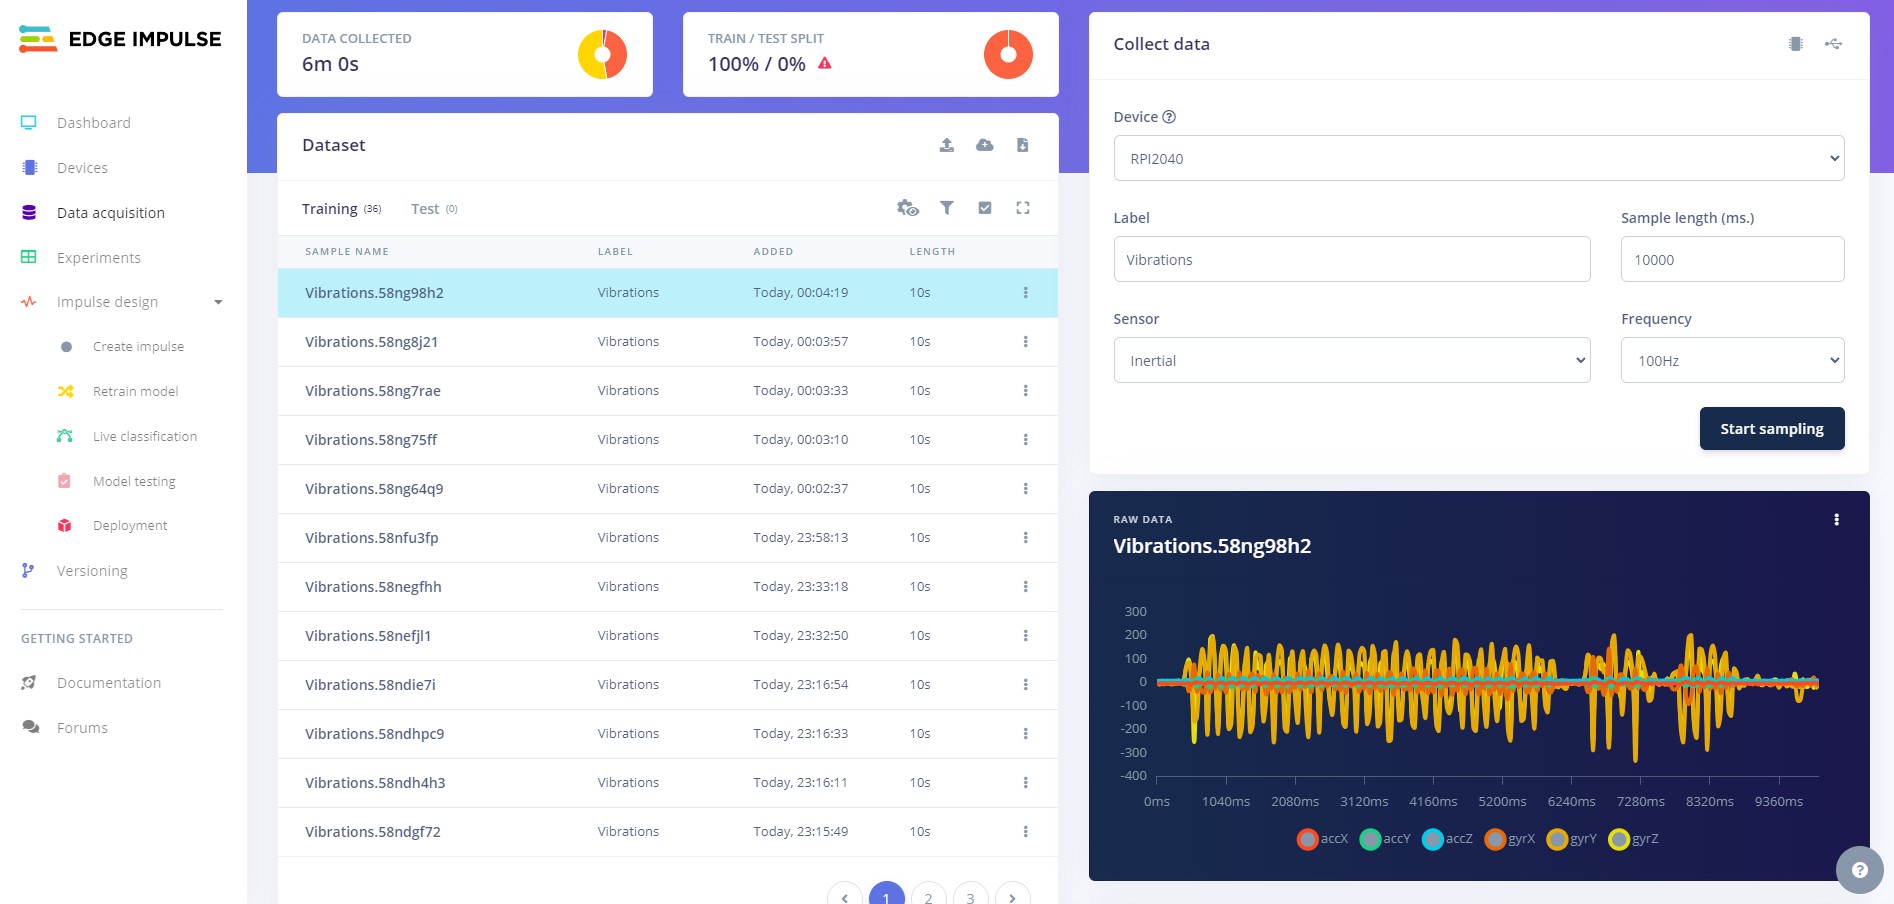 EDGE IMPULSE
Dashboard
Devices
Data acquisition
Experiments
Impulse design
Create impulse
Retrain model
Live classification
Model testing
Deployment
Versioning
GETTING STARTED
Documentation
Forums
DATA COLLECTED
6m 0s
TRAIN / TEST SPLIT
100% / 0%
Dataset
Training (36) Test (0)
SAMPLE NAME LABEL ADDED LENGTH
Vibrations.58ng98h2 Vibrations Today, 00:04:19 10s
Vibrations.58ng8j21 Vibrations Today, 00:03:57 10s
Vibrations.58ng7rae Vibrations Today, 00:03:33 10s
Vibrations.58ng75ff Vibrations Today, 00:03:10 10s
Vibrations.58ng64q9 Vibrations Today, 00:02:37 10s
Vibrations.58nfu3fp Vibrations Today, 23:58:13 10s
Vibrations.58negfhh Vibrations Today, 23:33:18 10s
Vibrations.58nefjl1 Vibrations Today, 23:32:50 10s
Vibrations.58ndie7i Vibrations Today, 23:16:54 10s
Vibrations.58ndhpc9 Vibrations Today, 23:16:33 10s
Vibrations.58ndh4h3 Vibrations Today, 23:16:11 10s
Vibrations.58ndgf72 Vibrations Today, 23:15:49 10s
1 2 3
Collect data
Device
RPI2040
Label Sample length (ms.)
Vibrations 10000
Sensor Frequency
Inertial 100Hz
Start sampling
RAW DATA
Vibrations.58ng98h2
300
200
100
0
-100
-200
-300
-400
0ms 1040ms 2080ms 3120ms 4160ms 5200ms 6240ms 7280ms 8320ms 9360ms
accX accY accZ gyrX gyrY gyrZ